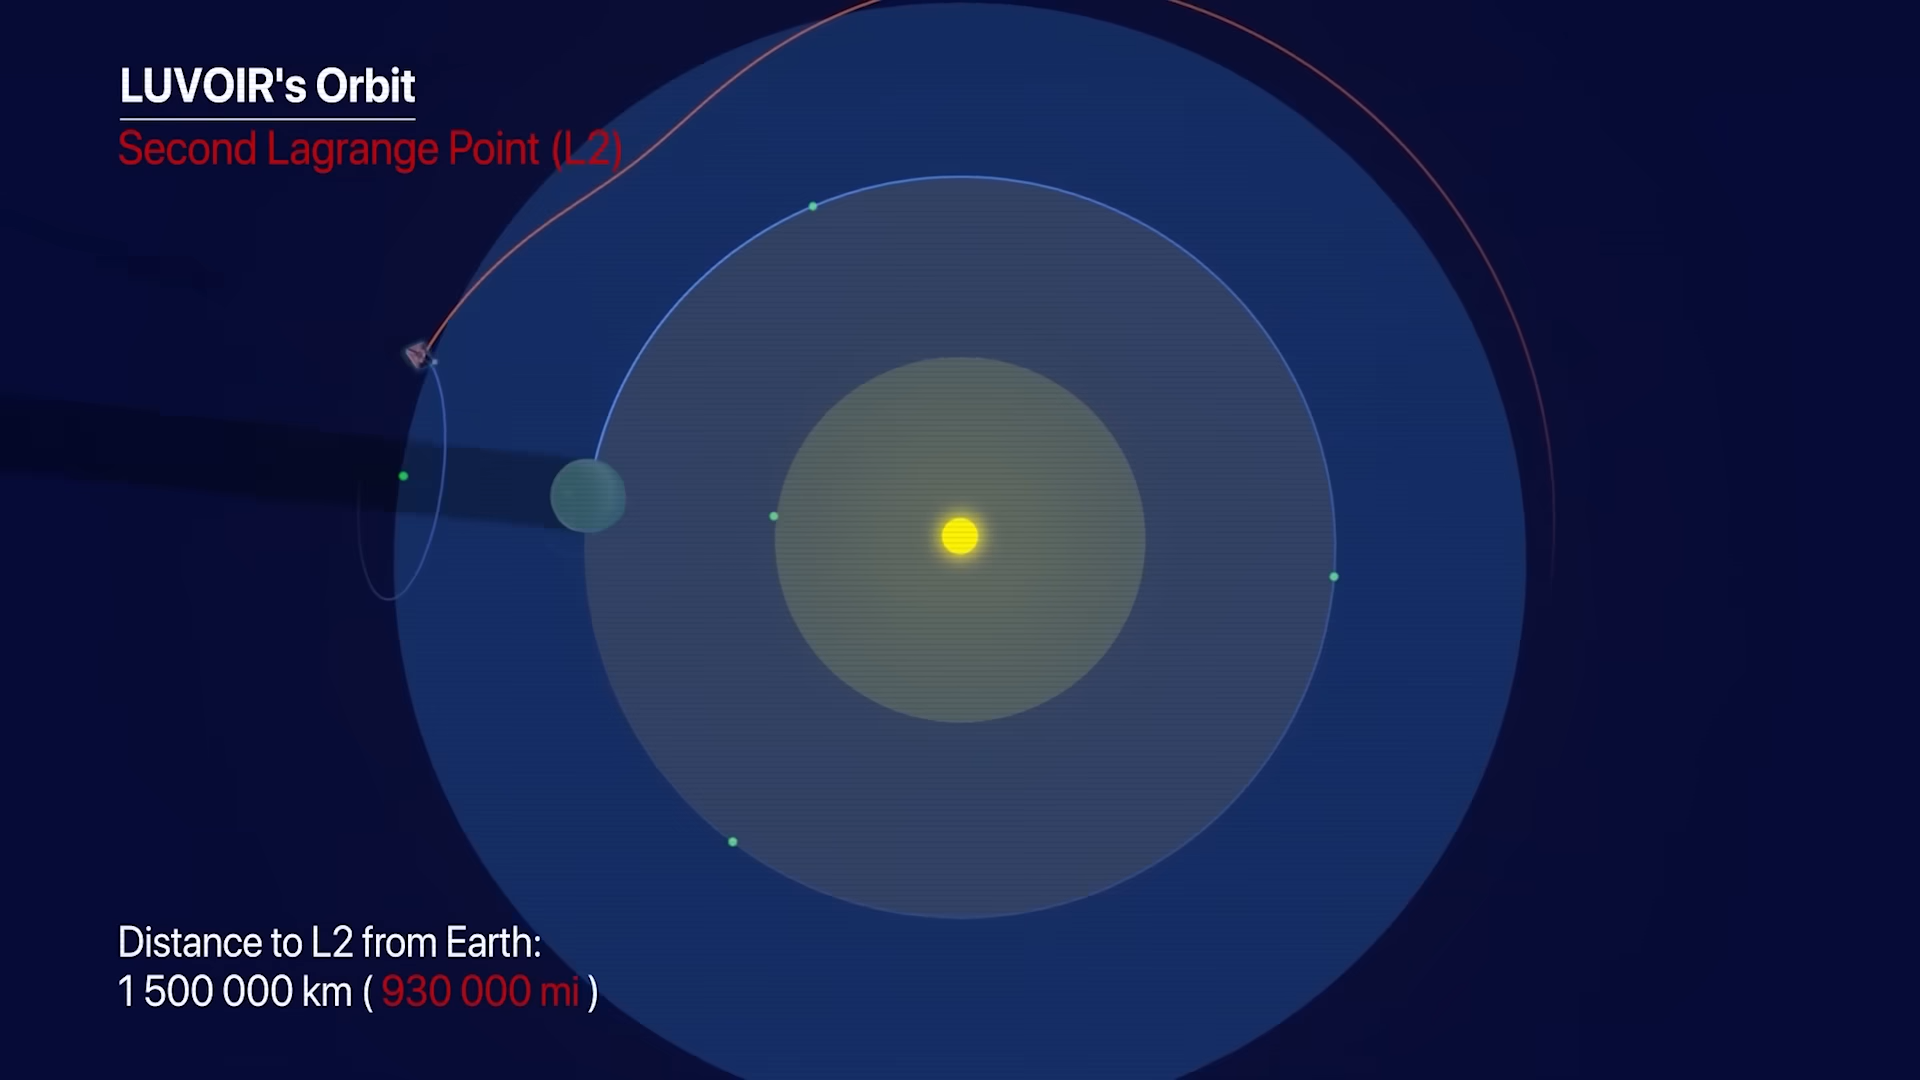 LUVOIR's Orbit
Second Lagrange Point (L2)
Distance to L2 from Earth:
1 500 000 km ( 930 000 mi )